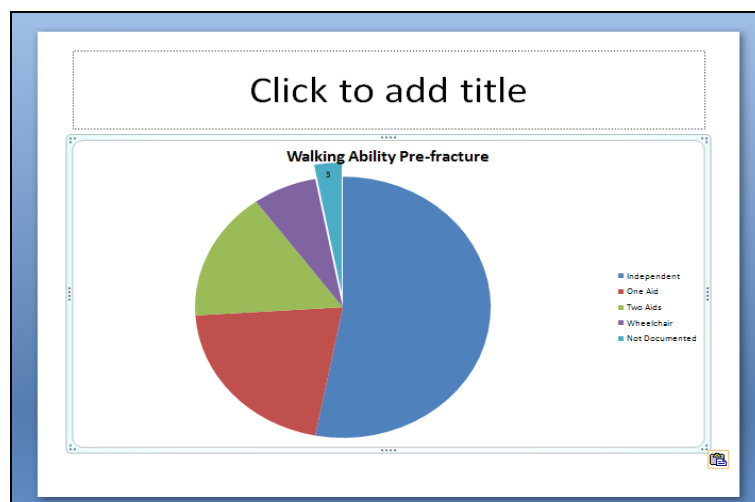 Click to add title
Walking Ability Pre-fracture
3
Independent
One Aid
Two Aids
Wheelchair
Not Documented